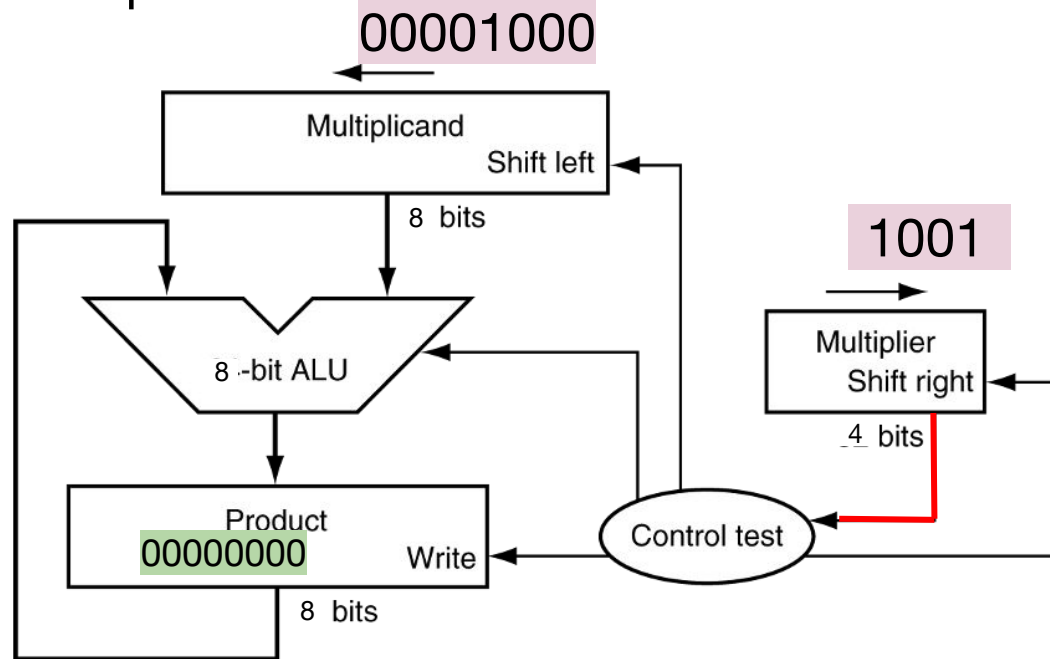 00001000
Multiplicand
Shift left
8 bits
1001
Multiplier
Shift right
4 bits
8 -bit ALU
Product
00000000
Write
Control test
8 bits